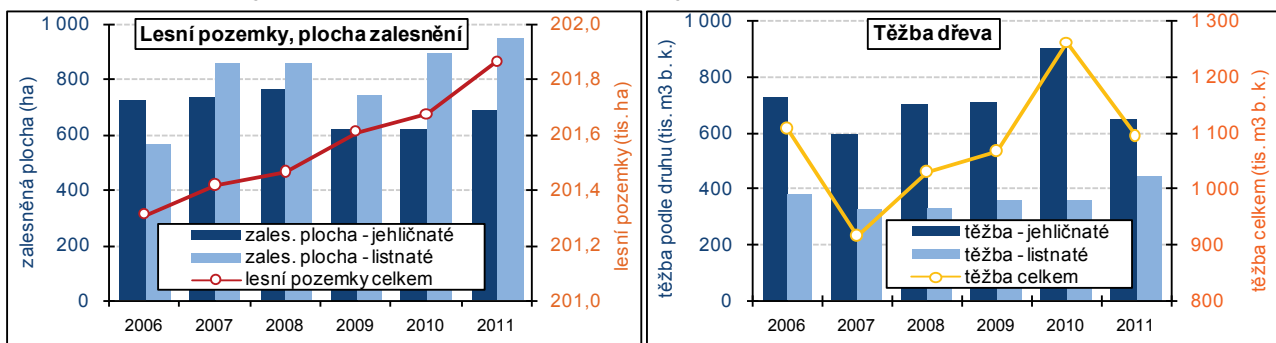 Lesní pozemky, plocha zalesnění
zalesněná plocha (ha)
1 000
800
600
400
200
0
202,0
201,8
201,6
201,4
201,2
201,0
lesní pozemky (tis. ha)
zales. plocha - jehličnaté
zales. plocha - listnaté
lesní pozemky celkem
2006 2007 2008 2009 2010 2011
Těžba dřeva
těžba podle druhu (tis. m3 b. k.)
1 000
800
600
400
200
0
1 300
1 200
1 100
1 000
900
800
těžba celkem (tis. m3 b. k.)
těžba - jehličnaté
těžba - listnaté
těžba celkem
2006 2007 2008 2009 2010 2011